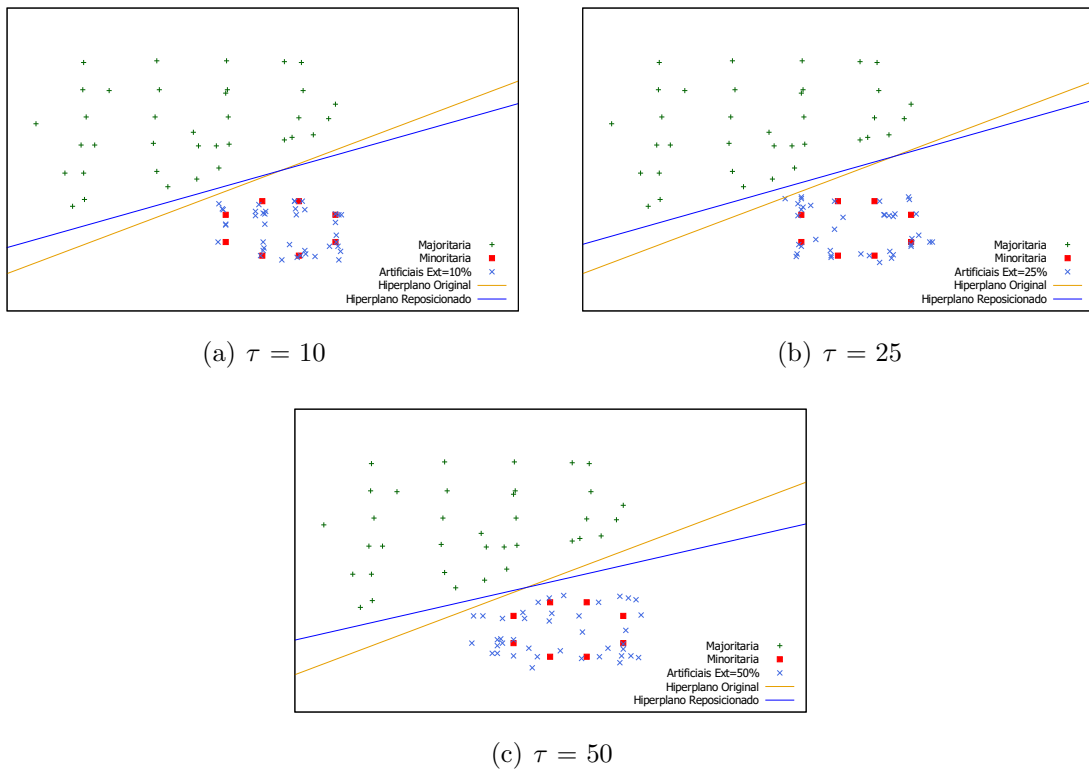 Majoritaria
Minoritaria
Artificiais Ext=10%
Hiperplano Original
Hiperplano Reposicionado
(a) τ = 10
Majoritaria
Minoritaria
Artificiais Ext=25%
Hiperplano Original
Hiperplano Reposicionado
(b) τ = 25
Majoritaria
Minoritaria
Artificiais Ext=50%
Hiperplano Original
Hiperplano Reposicionado
(c) τ = 50